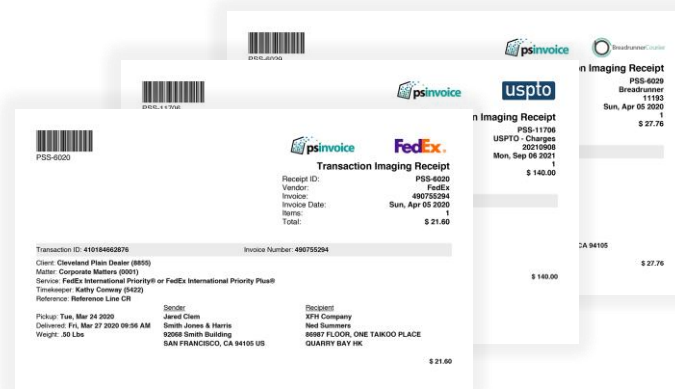 PSS-6029
psinvoice
BreadrunnerCourier
n Imaging Receipt
PSS-6029
Breadrunner
11193
Sun, Apr 05 2020
1
$ 27.76
CA 94105
$ 27.76
PSS-11706
psinvoice
uspto
n Imaging Receipt
PSS-11706
USPTO - Charges
20210908
Mon, Sep 06 2021
1
$ 140.00
$ 140.00
PSS-6020
psinvoice
FedEx.
Transaction Imaging Receipt
Receipt ID: PSS-6020
Vendor: FedEx
Invoice: 490755294
Invoice Date: Sun, Apr 05 2020
Items: 1
Total: $ 21.60
Transaction ID: 410184662876 Invoice Number: 490755294
Client: Cleveland Plain Dealer (8855)
Matter: Corporate Matters (0001)
Service: FedEx International Priority® or FedEx International Priority Plus®
Timekeeper: Kathy Conway (5422)
Reference: Reference Line CR
Sender Recipient
Pickup: Tue, Mar 24 2020 Jared Clem XFH Company
Delivered: Fri, Mar 27 2020 09:56 AM Smith Jones & Harris Ned Summers
Weight: .50 Lbs 92068 Smith Building 86987 FLOOR, ONE TAIKOO PLACE
SAN FRANCISCO, CA 94105 US QUARRY BAY HK
$ 21.60